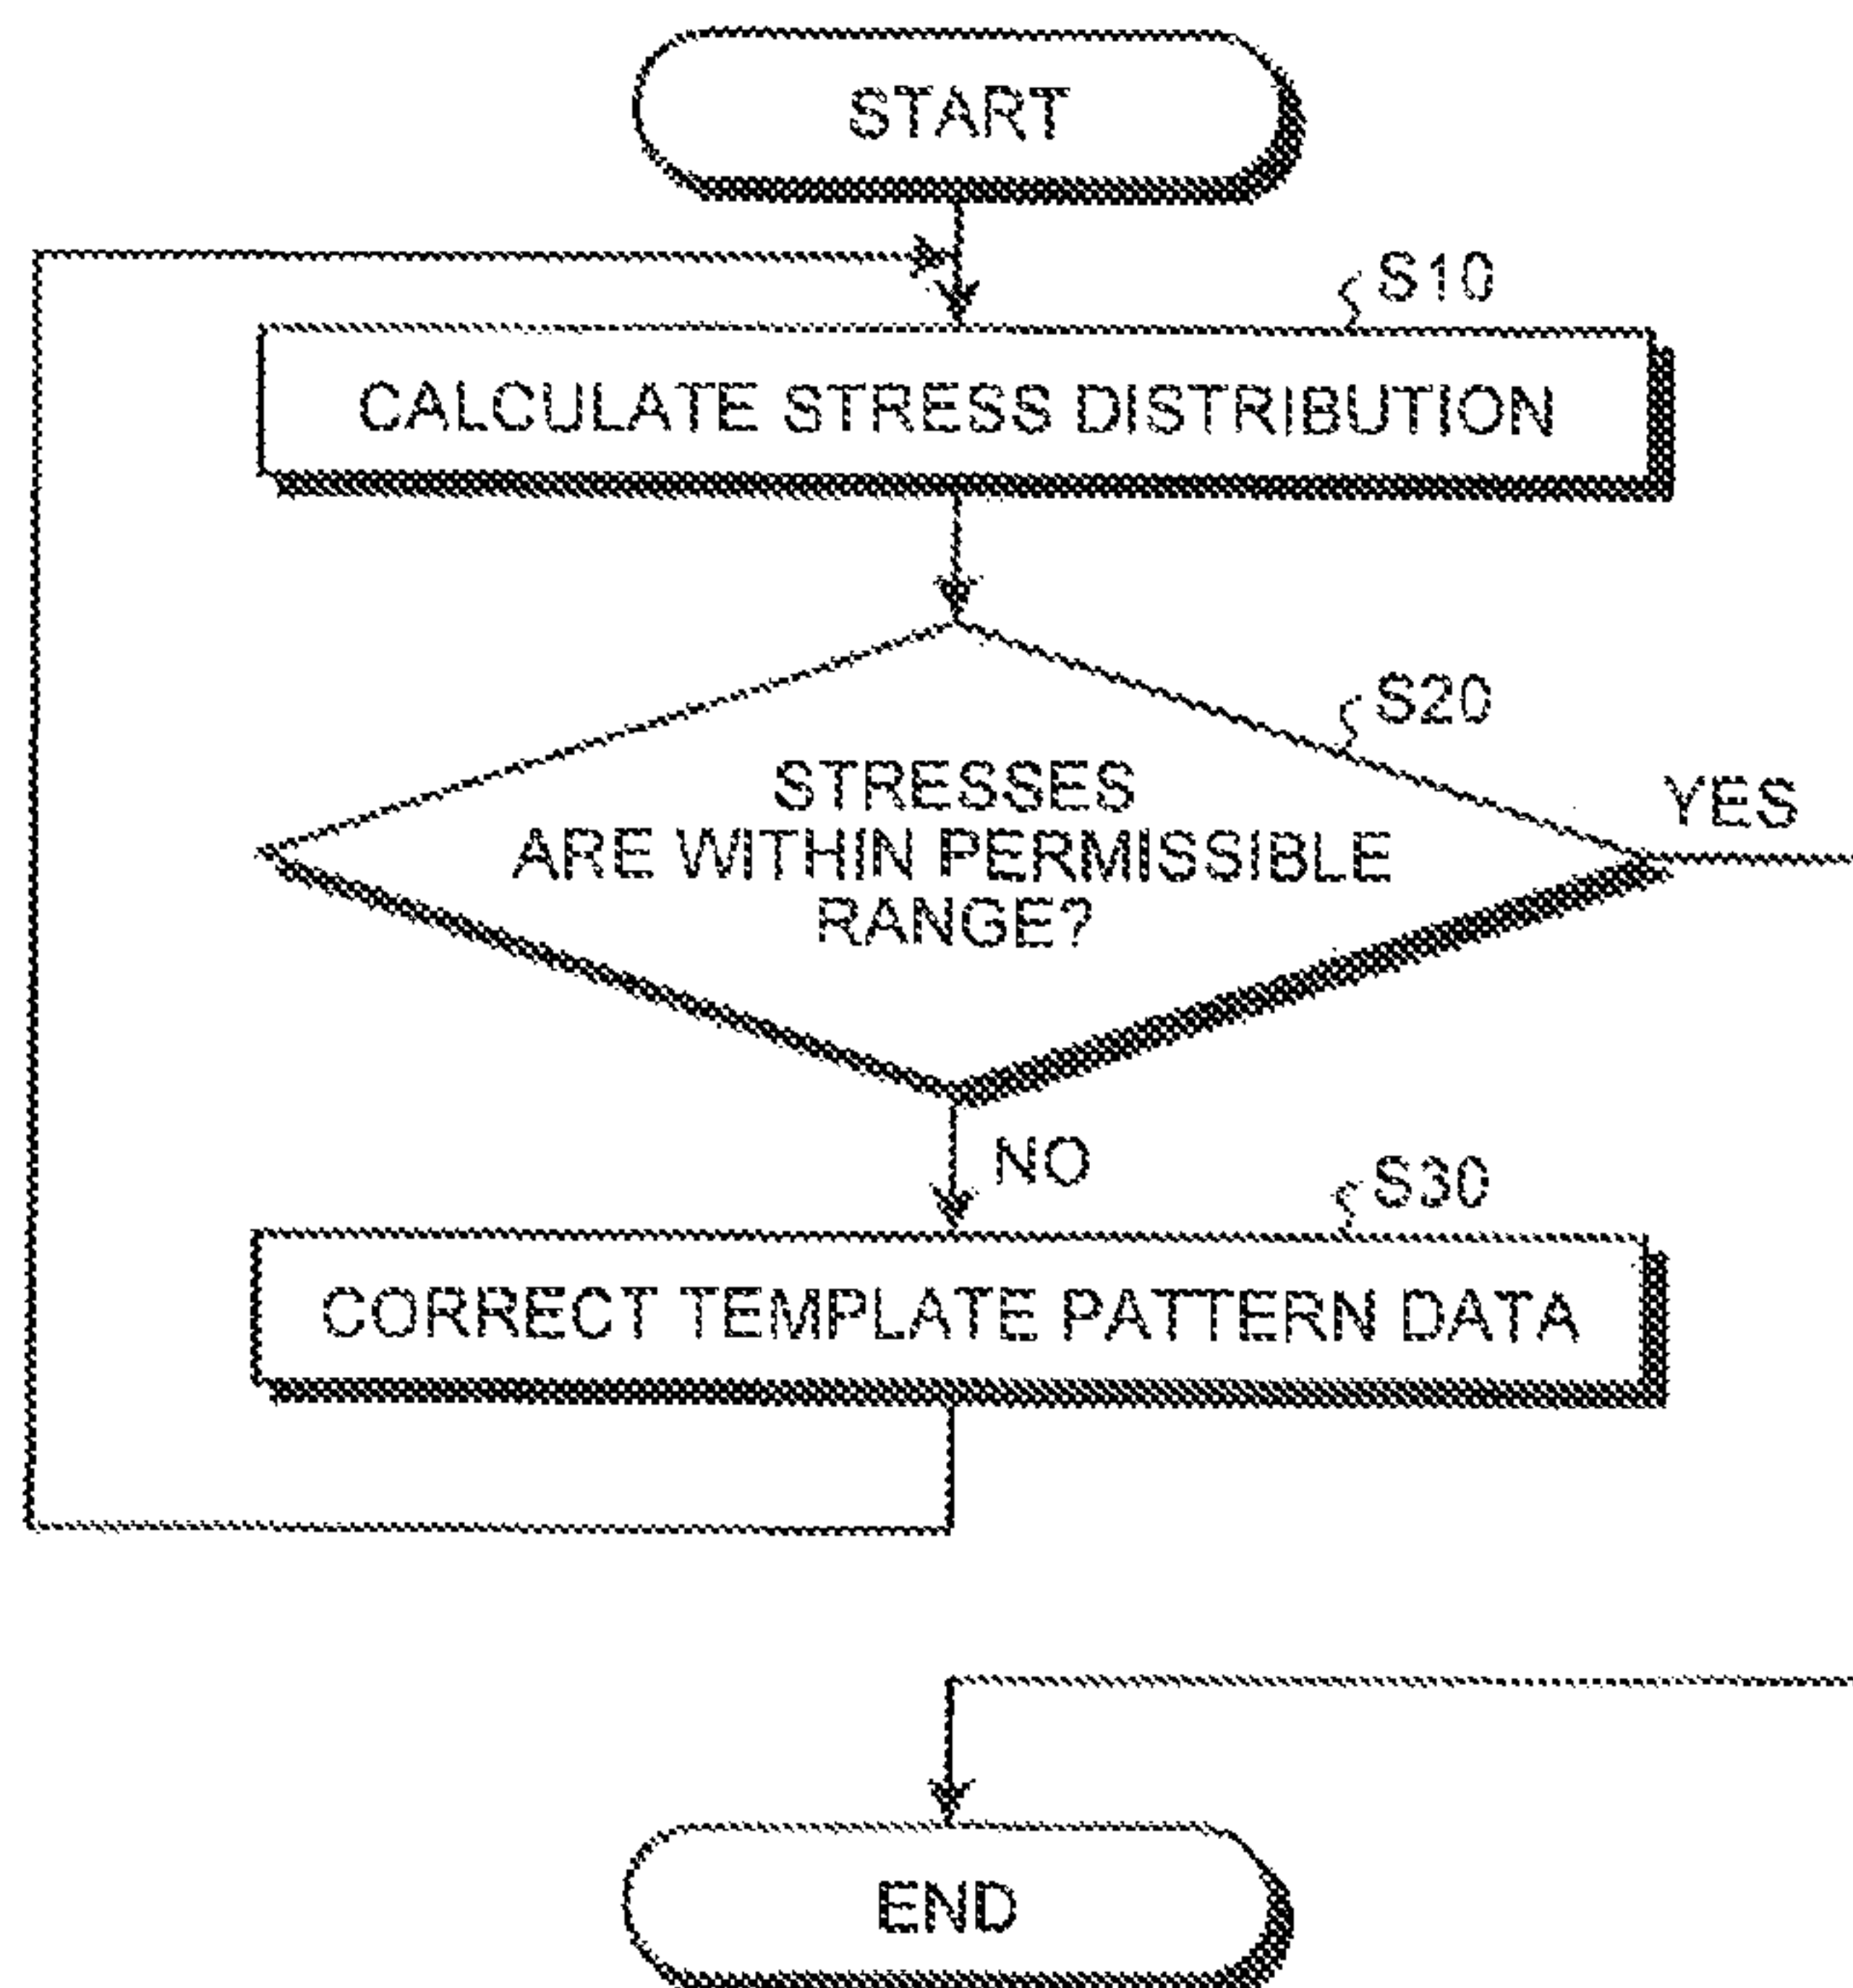 START
S10
CALCULATE STRESS DISTRIBUTION
S20
STRESSES
ARE WITHIN PERMISSIBLE
RANGE?
YES
NO
S30
CORRECT TEMPLATE PATTERN DATA
END